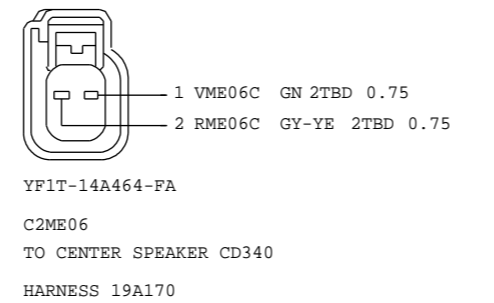 1 VME06C GN 2TBD 0.75
2 RME06C GY-YE 2TBD 0.75
YF1T-14A464-FA
C2ME06
TO CENTER SPEAKER CD340
HARNESS 19A170